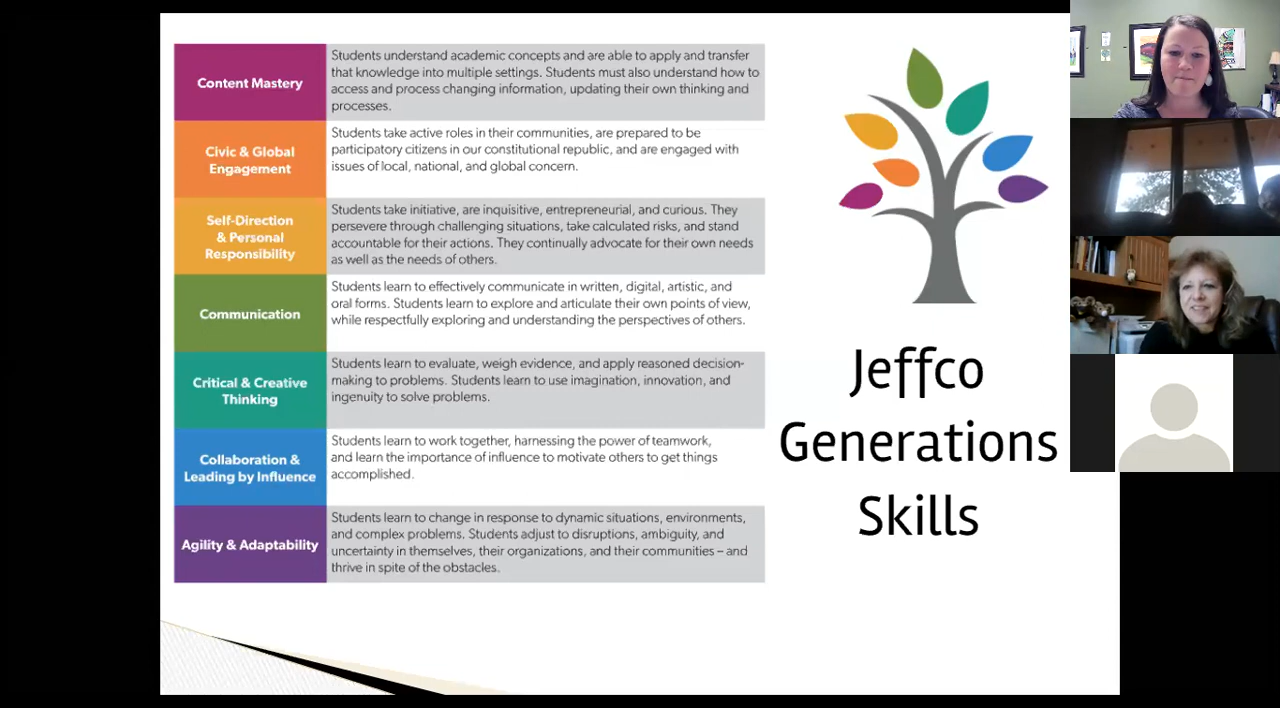 Content Mastery
Students understand academic concepts and are able to apply and transfer
that knowledge into multiple settings. Students must also understand how to
access and process changing information, updating their own thinking and
processes.
Civic & Global
Engagement
Students take active roles in their communities, are prepared to be
participatory citizens in our constitutional republic, and are engaged with
issues of local, national, and global concern.
Self-Direction
& Personal
Responsibility
Students take initiative, are inquisitive, entrepreneurial, and curious. They
persevere through challenging situations, take calculated risks, and stand
accountable for their actions. They continually advocate for their own needs
as well as the needs of others.
Communication
Students learn to effectively communicate in written, digital, artistic, and
oral forms. Students learn to explore and articulate their own points of view,
while respectfully exploring and understanding the perspectives of others.
Critical & Creative
Thinking
Students learn to evaluate, weigh evidence, and apply reasoned decision-
making to problems. Students learn to use imagination, innovation, and
ingenuity to solve problems.
Collaboration &
Leading by Influence
Students learn to work together, harnessing the power of teamwork,
and learn the importance of influence to motivate others to get things
accomplished.
Agility & Adaptability
Students learn to change in response to dynamic situations, environments,
and complex problems. Students adjust to disruptions, ambiguity, and
uncertainty in themselves, their organizations, and their communities – and
thrive in spite of the obstacles.
Jeffco
Generations
Skills